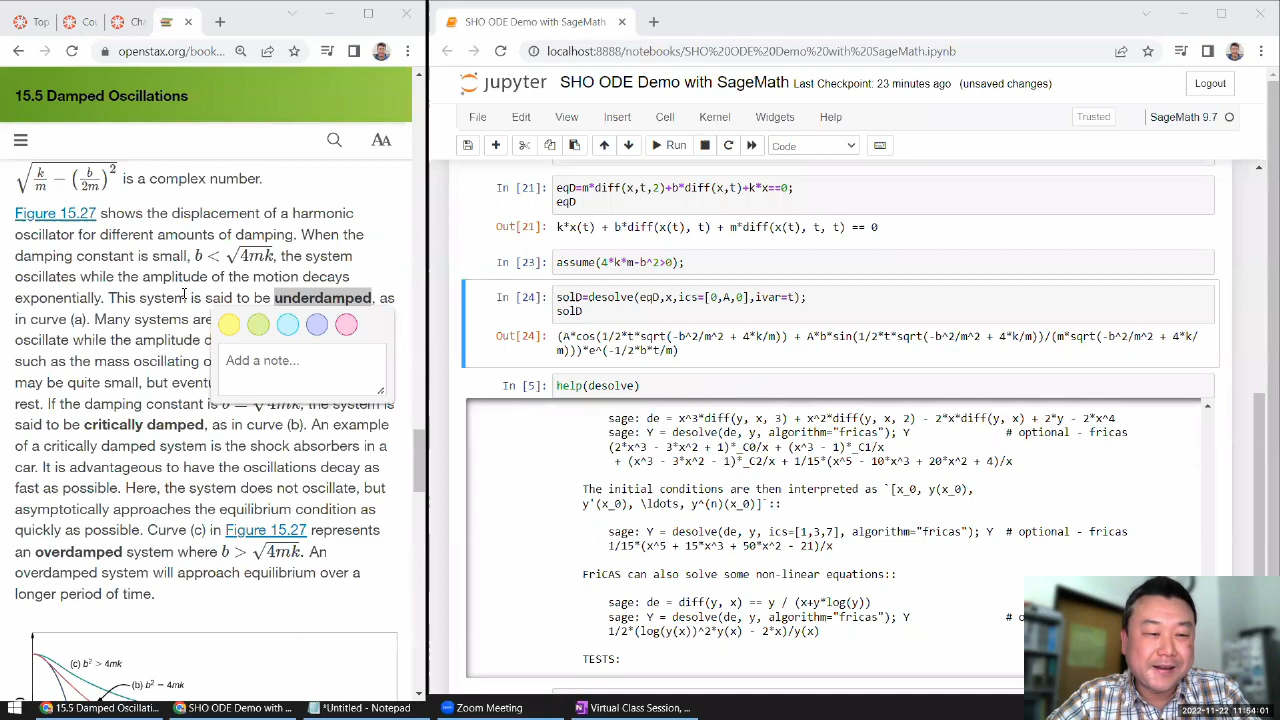 Top
Cou
Cha
SHO ODE Demo with SageMath
openstax.org/book...
localhost:8888/notebooks/SHO%20ODE%20Demo%20with%20SageMath.ipynb
15.5 Damped Oscillations
jupyter SHO ODE Demo with SageMath Last Checkpoint: 23 minutes ago (unsaved changes)
Logout
File Edit View Insert Cell Kernel Widgets Help
Trusted SageMath 9.7
Run Code
AA
√(k/m − (b/2m)²) is a complex number.
Figure 15.27 shows the displacement of a harmonic
oscillator for different amounts of damping. When the
damping constant is small, b < √4mk, the system
oscillates while the amplitude of the motion decays
exponentially. This system is said to be underdamped, as
in curve (a). Many systems are
oscillate while the amplitude d
such as the mass oscillating o
may be quite small, but eventu
rest. If the damping constant is b = √4mk, the system is
said to be critically damped, as in curve (b). An example
of a critically damped system is the shock absorbers in a
car. It is advantageous to have the oscillations decay as
fast as possible. Here, the system does not oscillate, but
asymptotically approaches the equilibrium condition as
quickly as possible. Curve (c) in Figure 15.27 represents
an overdamped system where b > √4mk. An
overdamped system will approach equilibrium over a
longer period of time.
Add a note...
(c) b² > 4mk
(b) b² = 4mk
In [21]: eqD=m*diff(x,t,2)+b*diff(x,t)+k*x==0;
eqD
Out[21]: k*x(t) + b*diff(x(t), t) + m*diff(x(t), t, t) == 0
In [23]: assume(4*k*m-b^2>0);
In [24]: solD=desolve(eqD,x,ics=[0,A,0],ivar=t);
solD
Out[24]: (A*cos(1/2*t*sqrt(-b^2/m^2 + 4*k/m)) + A*b*sin(1/2*t*sqrt(-b^2/m^2 + 4*k/m))/(m*sqrt(-b^2/m^2 + 4*k/
m)))*e^(-1/2*b*t/m)
In [5]: help(desolve)
sage: de = x^3*diff(y, x, 3) + x^2*diff(y, x, 2) - 2*x*diff(y, x) + 2*y - 2*x^4
sage: Y = desolve(de, y, algorithm="fricas"); Y # optional - fricas
(2*x^3 - 3*x^2 + 1)*_C0/x + (x^3 - 1)*_C1/x
+ (x^3 - 3*x^2 - 1)*_C2/x + 1/15*(x^5 - 10*x^3 + 20*x^2 + 4)/x
The initial conditions are then interpreted as `[x_0, y(x_0),
y'(x_0), \ldots, y^(n)(x_0)]`::
sage: Y = desolve(de, y, ics=[1,3,7], algorithm="fricas"); Y # optional - fricas
1/15*(x^5 + 15*x^3 + 50*x^2 - 21)/x
FriCAS can also solve some non-linear equations::
sage: de = diff(y, x) == y / (x+y*log(y))
sage: Y = desolve(de, y, algorithm="fricas"); Y # o
1/2*(log(y(x))^2*y(x) - 2*x)/y(x)
TESTS:
15.5 Damped Oscillati...
SHO ODE Demo with ...
*Untitled - Notepad
Zoom Meeting
Virtual Class Session, ...
2022-11-22 11:54:01